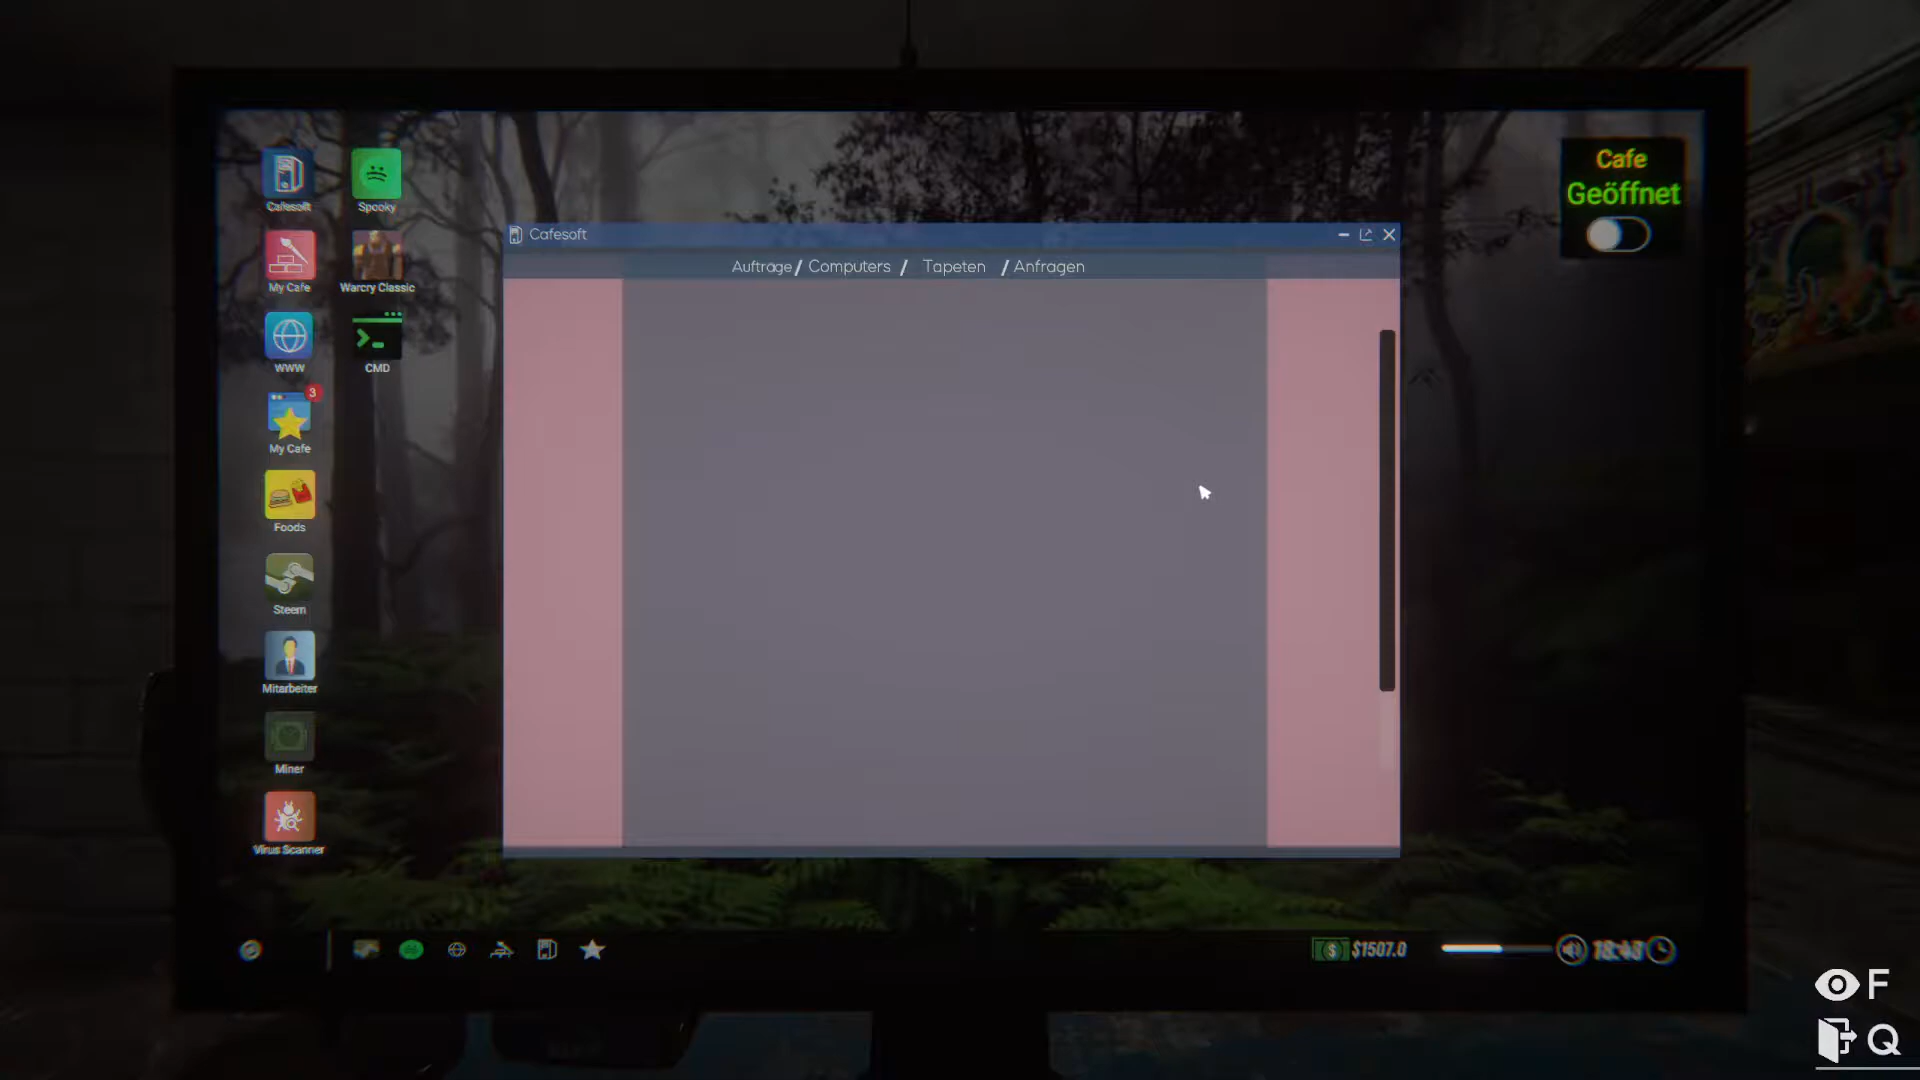 Cafe
Geöffnet
Cafesoft
Spooky
Cafesoft
Aufträge / Computers / Tapeten / Anfragen
My Cafe
Warcry Classic
WWW
CMD
3
My Cafe
Foods
Steem
Mitarbeiter
Miner
Virus Scanner
$1507.0
F
Q